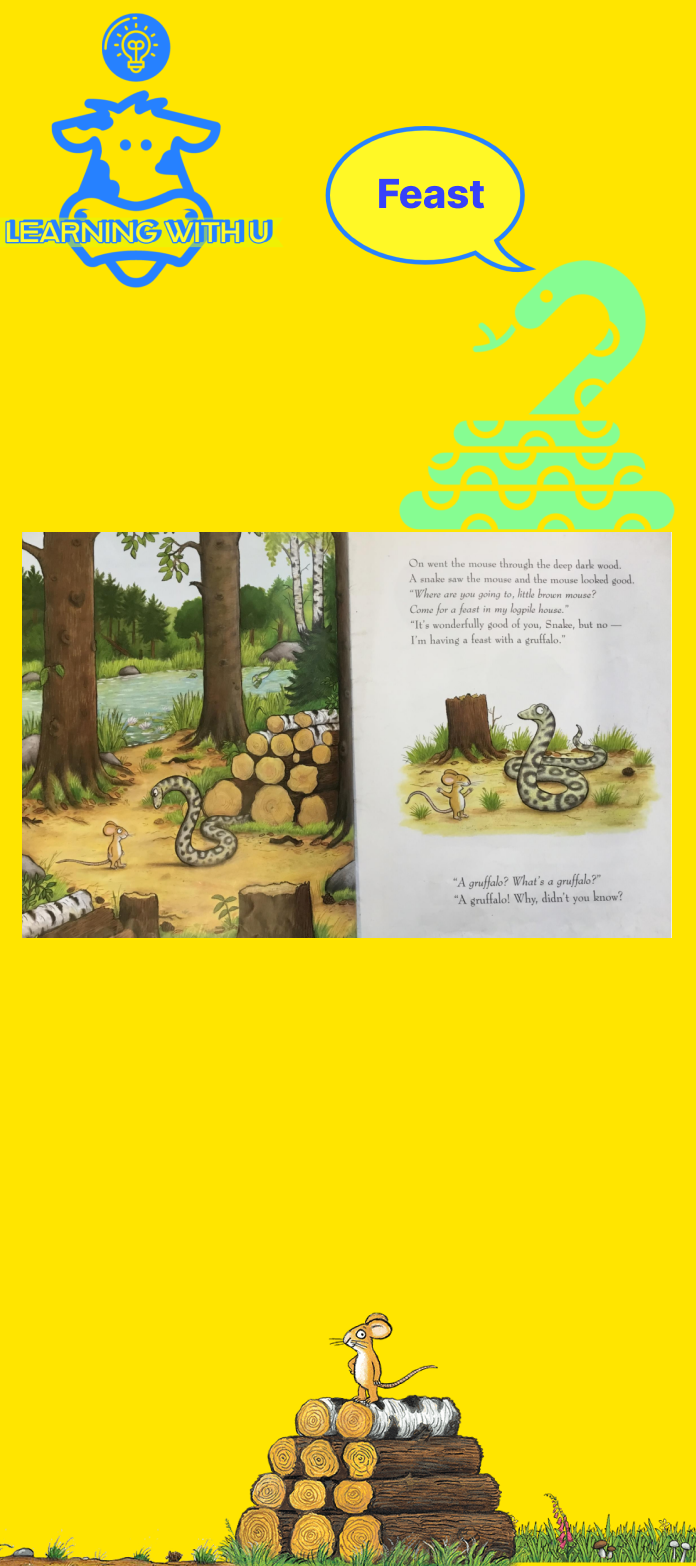 LEARNING WITH U
Feast
On went the mouse through the deep dark wood.
A snake saw the mouse and the mouse looked good.
"Where are you going to, little brown mouse?
Come for a feast in my logpile house."
"It's wonderfully good of you, Snake, but no —
I'm having a feast with a gruffalo."
"A gruffalo? What's a gruffalo?"
"A gruffalo! Why, didn't you know?